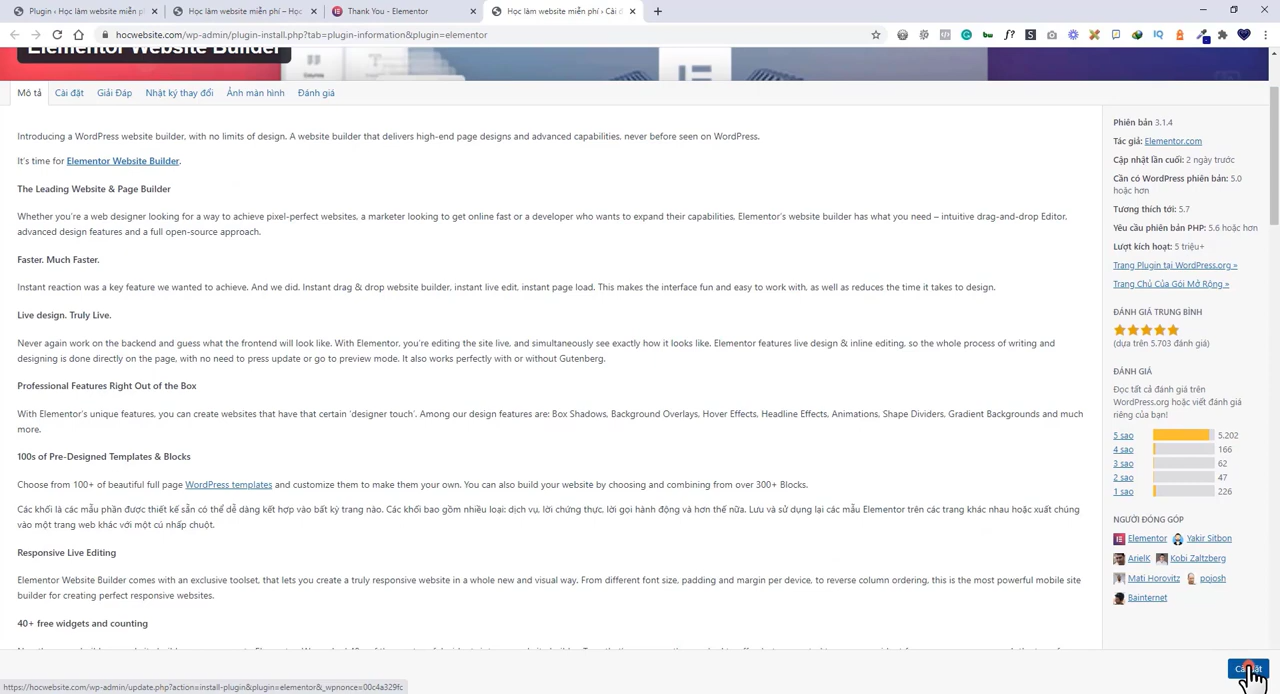 Plugin ‹ Học làm website miễn ph
Học làm website miễn phí – Họ
Thank You - Elementor
Học làm website miễn phí › Cài đ
hocwebsite.com/wp-admin/plugin-install.php?tab=plugin-information&plugin=elementor
Elementor Website Builder
Mô tả
Cài đặt
Giải Đáp
Nhật ký thay đổi
Ảnh màn hình
Đánh giá
Introducing a WordPress website builder, with no limits of design. A website builder that delivers high-end page designs and advanced capabilities, never before seen on WordPress.
It's time for Elementor Website Builder.
The Leading Website & Page Builder
Whether you're a web designer looking for a way to achieve pixel-perfect websites, a marketer looking to get online fast or a developer who wants to expand their capabilities, Elementor's website builder has what you need – intuitive drag-and-drop Editor,
advanced design features and a full open-source approach.
Faster. Much Faster.
Instant reaction was a key feature we wanted to achieve. And we did. Instant drag & drop website builder, instant live edit, instant page load. This makes the interface fun and easy to work with, as well as reduces the time it takes to design.
Live design. Truly Live.
Never again work on the backend and guess what the frontend will look like. With Elementor, you're editing the site live, and simultaneously see exactly how it looks like. Elementor features live design & inline editing, so the whole process of writing and
designing is done directly on the page, with no need to press update or go to preview mode. It also works perfectly with or without Gutenberg.
Professional Features Right Out of the Box
With Elementor's unique features, you can create websites that have that certain 'designer touch'. Among our design features are: Box Shadows, Background Overlays, Hover Effects, Headline Effects, Animations, Shape Dividers, Gradient Backgrounds and much
more.
100s of Pre-Designed Templates & Blocks
Choose from 100+ of beautiful full page WordPress templates and customize them to make them your own. You can also build your website by choosing and combining from over 300+ Blocks.
Các khối là các mẫu phần được thiết kế sẵn có thể dễ dàng kết hợp vào bất kỳ trang nào. Các khối bao gồm nhiều loại: dịch vụ, lời chứng thực, lời gọi hành động và hơn thế nữa. Lưu và sử dụng lại các mẫu Elementor trên các trang khác nhau hoặc xuất chúng
vào một trang web khác với một cú nhấp chuột.
Responsive Live Editing
Elementor Website Builder comes with an exclusive toolset, that lets you create a truly responsive website in a whole new and visual way. From different font size, padding and margin per device, to reverse column ordering, this is the most powerful mobile site
builder for creating perfect responsive websites.
40+ free widgets and counting
Phiên bản 3.1.4
Tác giả: Elementor.com
Cập nhật lần cuối: 2 ngày trước
Cần có WordPress phiên bản: 5.0
hoặc hơn
Tương thích tới: 5.7
Yêu cầu phiên bản PHP: 5.6 hoặc hơn
Lượt kích hoạt: 5 triệu+
Trang Plugin tại WordPress.org »
Trang Chủ Của Gói Mở Rộng »
ĐÁNH GIÁ TRUNG BÌNH
(dựa trên 5.703 đánh giá)
ĐÁNH GIÁ
Đọc tất cả đánh giá trên
WordPress.org hoặc viết đánh giá
riêng của bạn!
5 sao 5.202
4 sao 166
3 sao 62
2 sao 47
1 sao 226
NGƯỜI ĐÓNG GÓP
Elementor Yakir Sitbon
ArielK Kobi Zaltzberg
Mati Horovitz pojosh
Bainternet
https://hocwebsite.com/wp-admin/update.php?action=install-plugin&plugin=elementor&_wpnonce=00c4a329fc